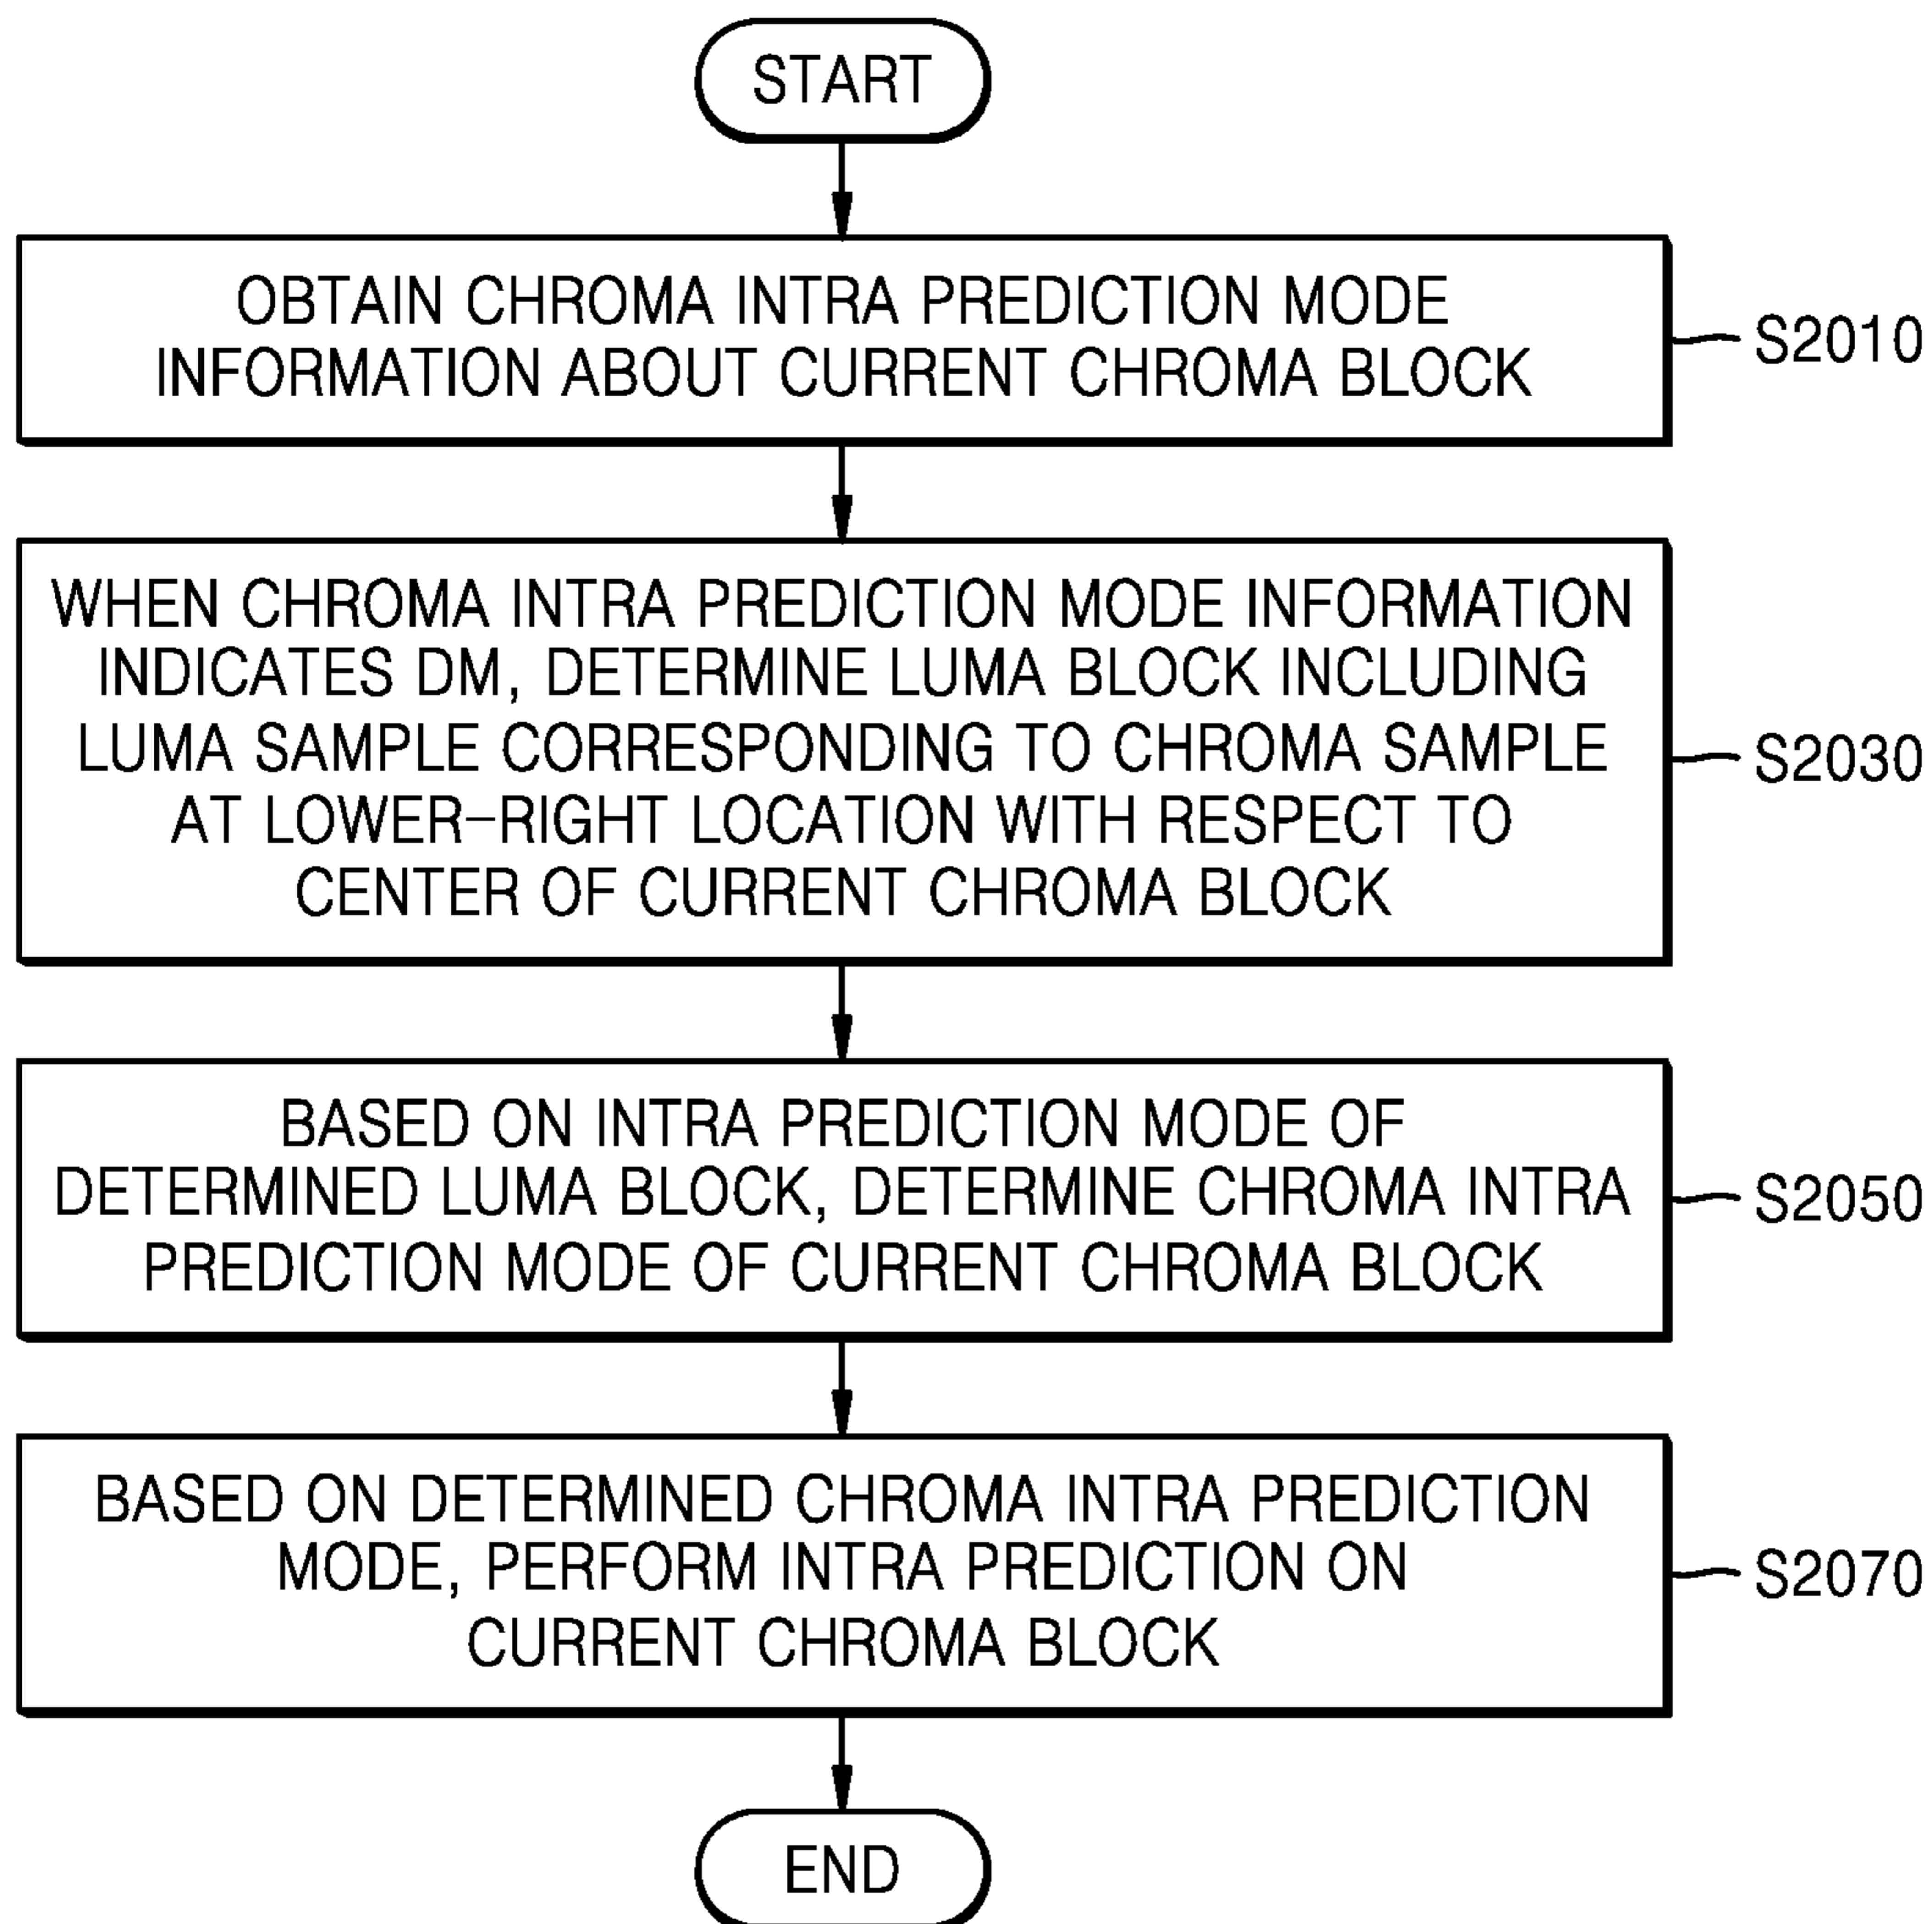 START
OBTAIN CHROMA INTRA PREDICTION MODE
INFORMATION ABOUT CURRENT CHROMA BLOCK
S2010
WHEN CHROMA INTRA PREDICTION MODE INFORMATION
INDICATES DM, DETERMINE LUMA BLOCK INCLUDING
LUMA SAMPLE CORRESPONDING TO CHROMA SAMPLE
AT LOWER-RIGHT LOCATION WITH RESPECT TO
CENTER OF CURRENT CHROMA BLOCK
S2030
BASED ON INTRA PREDICTION MODE OF
DETERMINED LUMA BLOCK, DETERMINE CHROMA INTRA
PREDICTION MODE OF CURRENT CHROMA BLOCK
S2050
BASED ON DETERMINED CHROMA INTRA PREDICTION
MODE, PERFORM INTRA PREDICTION ON
CURRENT CHROMA BLOCK
S2070
END